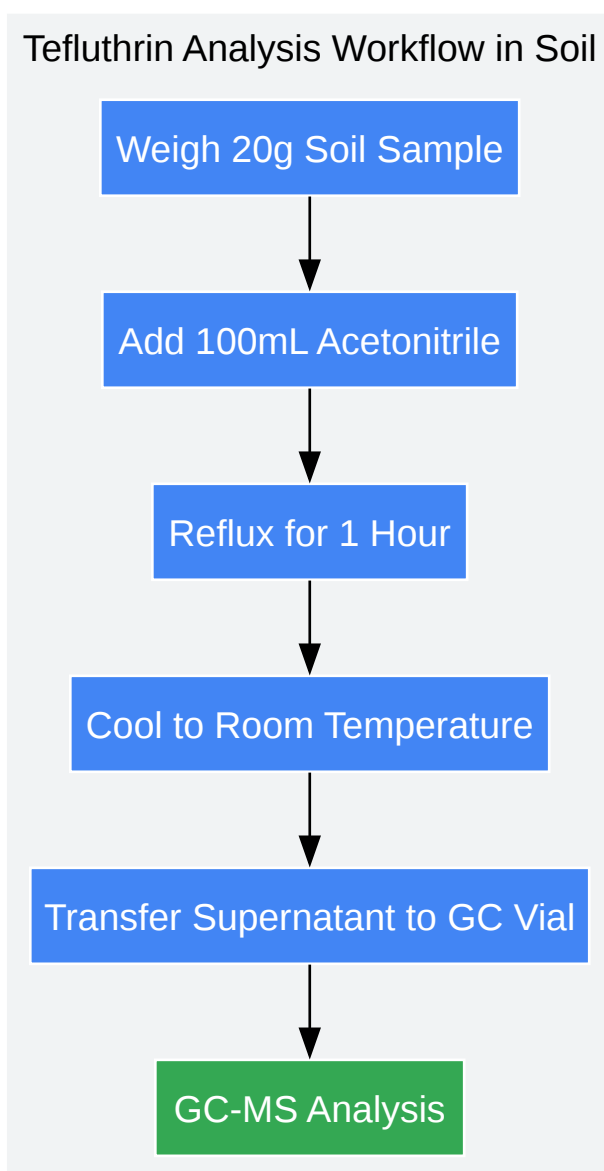 Tefluthrin Analysis Workflow in Soil
Weigh 20g Soil Sample
Add 100mL Acetonitrile
Reflux for 1 Hour
Cool to Room Temperature
Transfer Supernatant to GC Vial
GC-MS Analysis